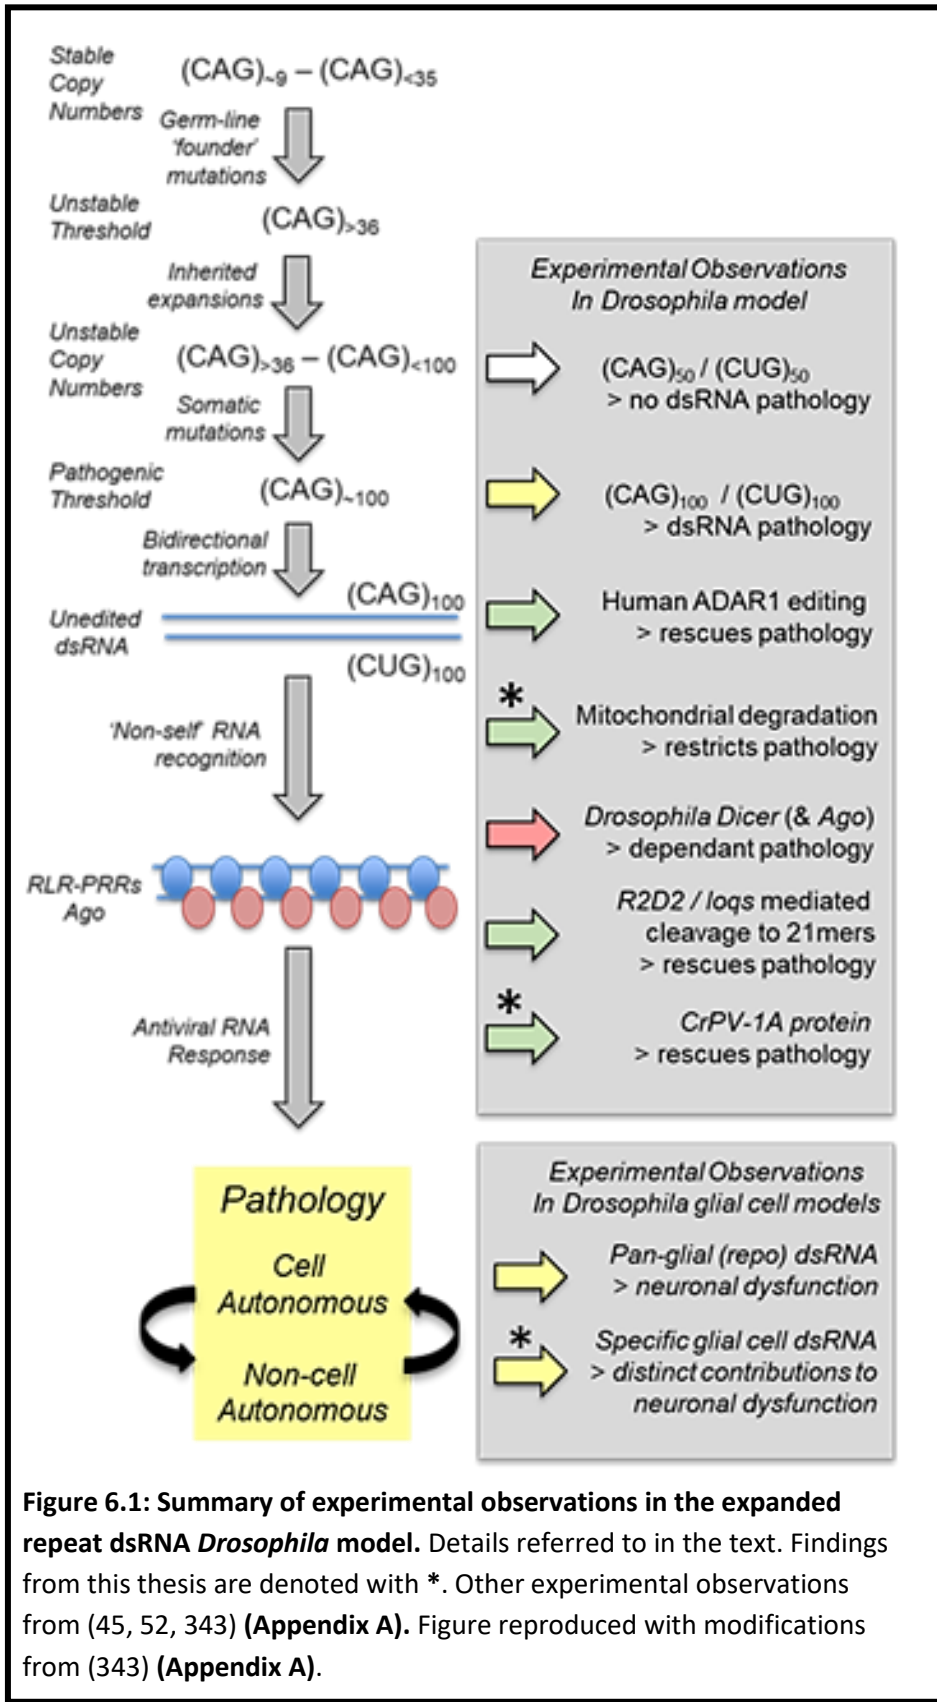 Stable
Copy
Numbers
(CAG)~9 – (CAG)<35
Germ-line
'founder'
mutations
Unstable
Threshold
(CAG)>36
Inherited
expansions
Unstable
Copy
Numbers
(CAG)>36 – (CAG)<100
Somatic
mutations
Pathogenic
Threshold
(CAG)~100
Bidirectional
transcription
(CAG)100
Unedited
dsRNA
(CUG)100
'Non-self' RNA
recognition
RLR-PRRs
Ago
Antiviral RNA
Response
Pathology
Cell
Autonomous
Non-cell
Autonomous
Experimental Observations
In Drosophila model
(CAG)50 / (CUG)50
> no dsRNA pathology
(CAG)100 / (CUG)100
> dsRNA pathology
Human ADAR1 editing
> rescues pathology
*
Mitochondrial degradation
> restricts pathology
Drosophila Dicer (& Ago)
> dependant pathology
R2D2 / loqs mediated
cleavage to 21mers
> rescues pathology
*
CrPV-1A protein
> rescues pathology
Experimental Observations
In Drosophila glial cell models
Pan-glial (repo) dsRNA
> neuronal dysfunction
*
Specific glial cell dsRNA
> distinct contributions to
neuronal dysfunction
Figure 6.1: Summary of experimental observations in the expanded
repeat dsRNA Drosophila model. Details referred to in the text. Findings
from this thesis are denoted with *. Other experimental observations
from (45, 52, 343) (Appendix A). Figure reproduced with modifications
from (343) (Appendix A).